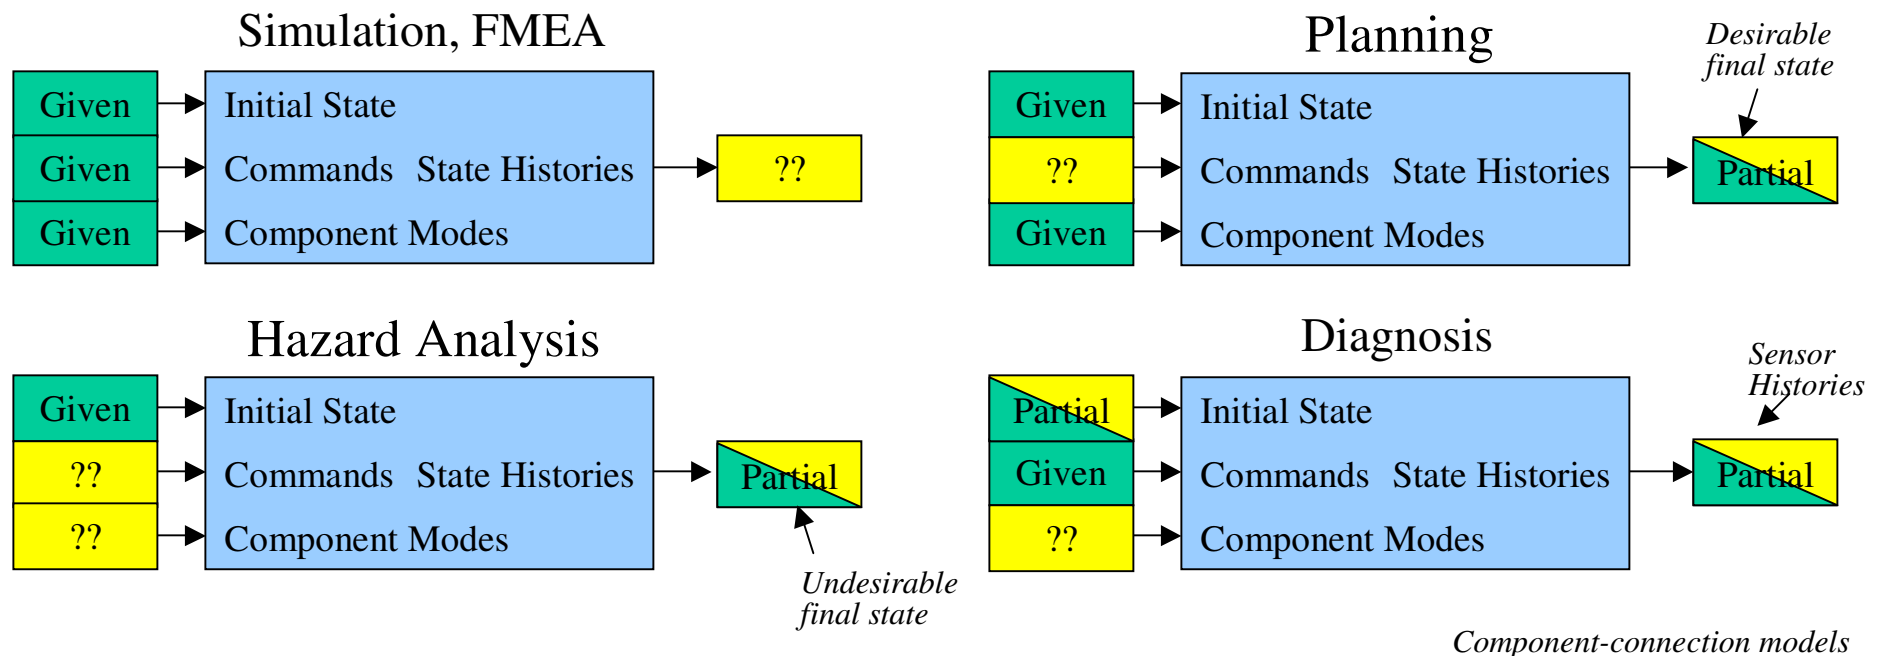 Simulation, FMEA
Given Initial State
Given Commands State Histories ??
Given Component Modes
Planning
Desirable
final state
Given Initial State
?? Commands State Histories Partial
Given Component Modes
Hazard Analysis
Given Initial State
?? Commands State Histories Partial
?? Component Modes
Undesirable
final state
Diagnosis
Sensor
Histories
Partial Initial State
Given Commands State Histories Partial
?? Component Modes
Component-connection models